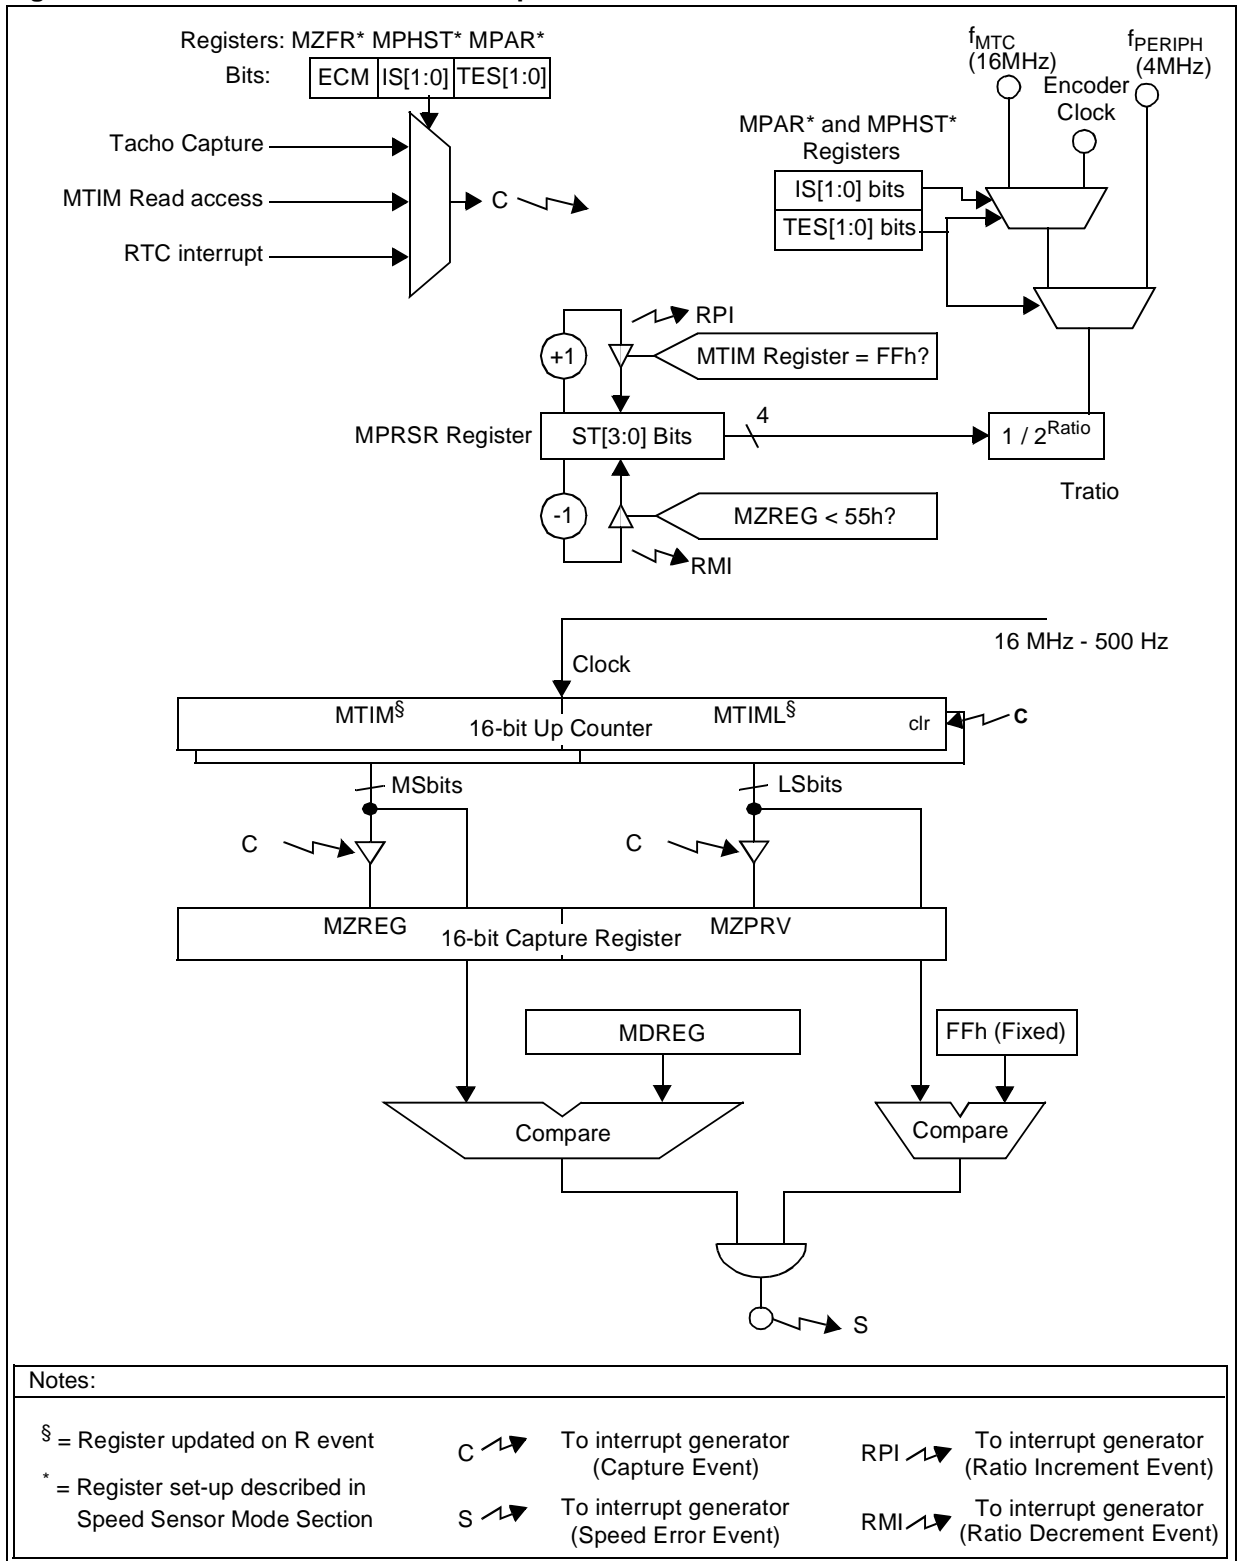 Registers: MZFR* MPHST* MPAR*
Bits: ECM IS[1:0] TES[1:0]
Tacho Capture
MTIM Read access
RTC interrupt
C
fMTC
(16MHz)
fPERIPH
(4MHz)
Encoder
Clock
MPAR* and MPHST*
Registers
IS[1:0] bits
TES[1:0] bits
RPI
+1
MTIM Register = FFh?
MPRSR Register
ST[3:0] Bits
4
1 / 2Ratio
Tratio
-1
MZREG < 55h?
RMI
16 MHz - 500 Hz
Clock
MTIM§
MTIML§
16-bit Up Counter
clr
C
MSbits
LSbits
C
C
MZREG
MZPRV
16-bit Capture Register
MDREG
FFh (Fixed)
Compare
Compare
S
Notes:
§ = Register updated on R event
* = Register set-up described in
Speed Sensor Mode Section
C
To interrupt generator
(Capture Event)
S
To interrupt generator
(Speed Error Event)
RPI
To interrupt generator
(Ratio Increment Event)
RMI
To interrupt generator
(Ratio Decrement Event)